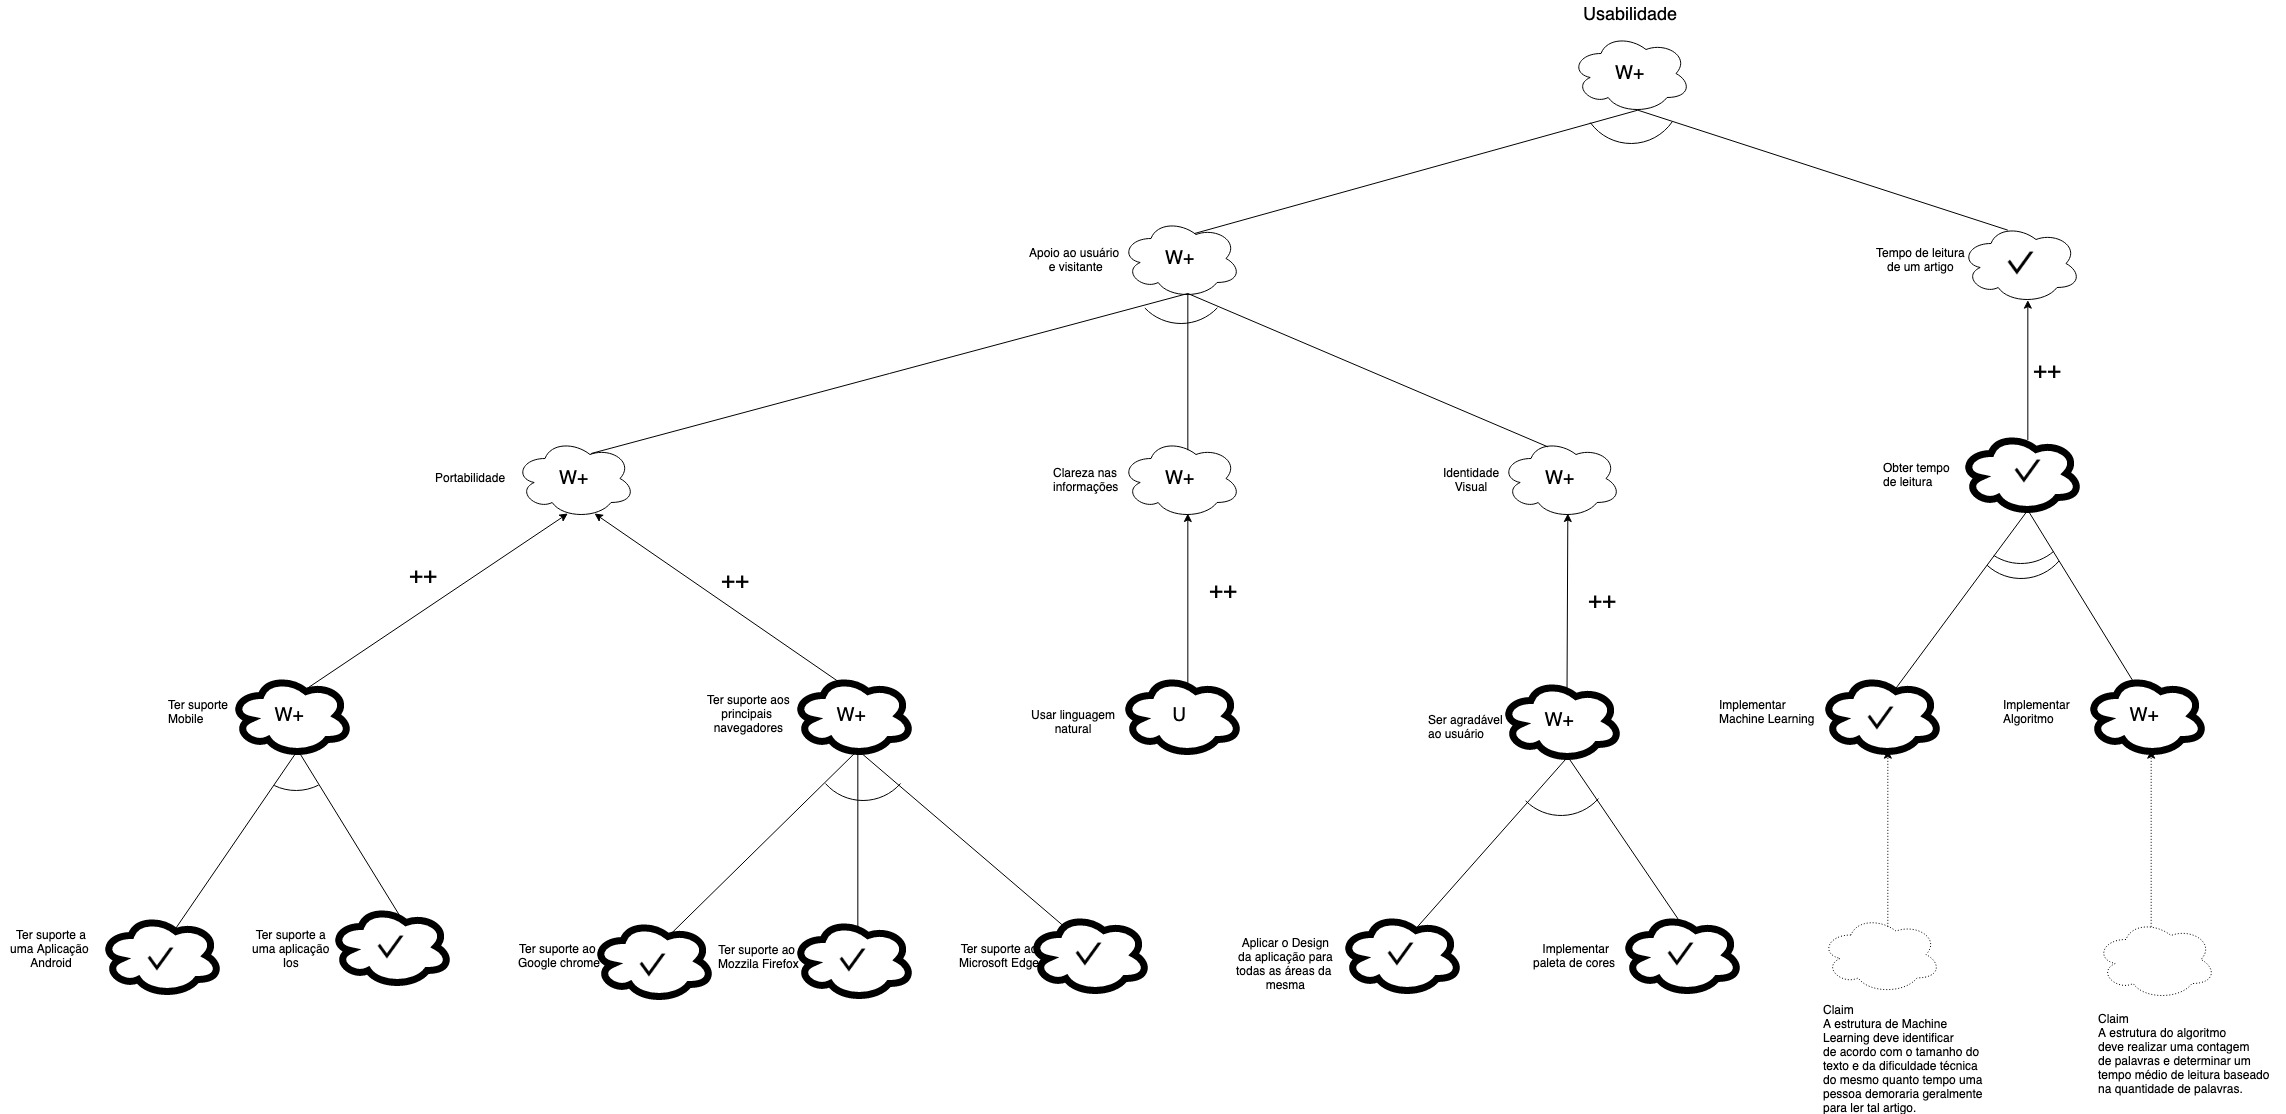 Usabilidade
W+
Apoio ao usuário
e visitante
W+
Tempo de leitura
de um artigo
++
Portabilidade
W+
Clareza nas
informações
W+
Identidade
Visual
W+
Obter tempo
de leitura
++
++
++
++
Ter suporte
Mobile
W+
Ter suporte aos
principais
navegadores
W+
Usar linguagem
natural
U
Ser agradável
ao usuário
W+
Implementar
Machine Learning
Implementar
Algoritmo
W+
Ter suporte a
uma Aplicação
Android
Ter suporte a
uma aplicação
Ios
Ter suporte ao
Google chrome
Ter suporte ao
Mozzila Firefox
Ter suporte ao
Microsoft Edge
Aplicar o Design
da aplicação para
todas as áreas da
mesma
Implementar
paleta de cores
Claim
A estrutura de Machine
Learning deve identificar
de acordo com o tamanho do
texto e da dificuldade técnica
do mesmo quanto tempo uma
pessoa demoraria geralmente
para ler tal artigo.
Claim
A estrutura do algoritmo
deve realizar uma contagem
de palavras e determinar um
tempo médio de leitura baseado
na quantidade de palavras.